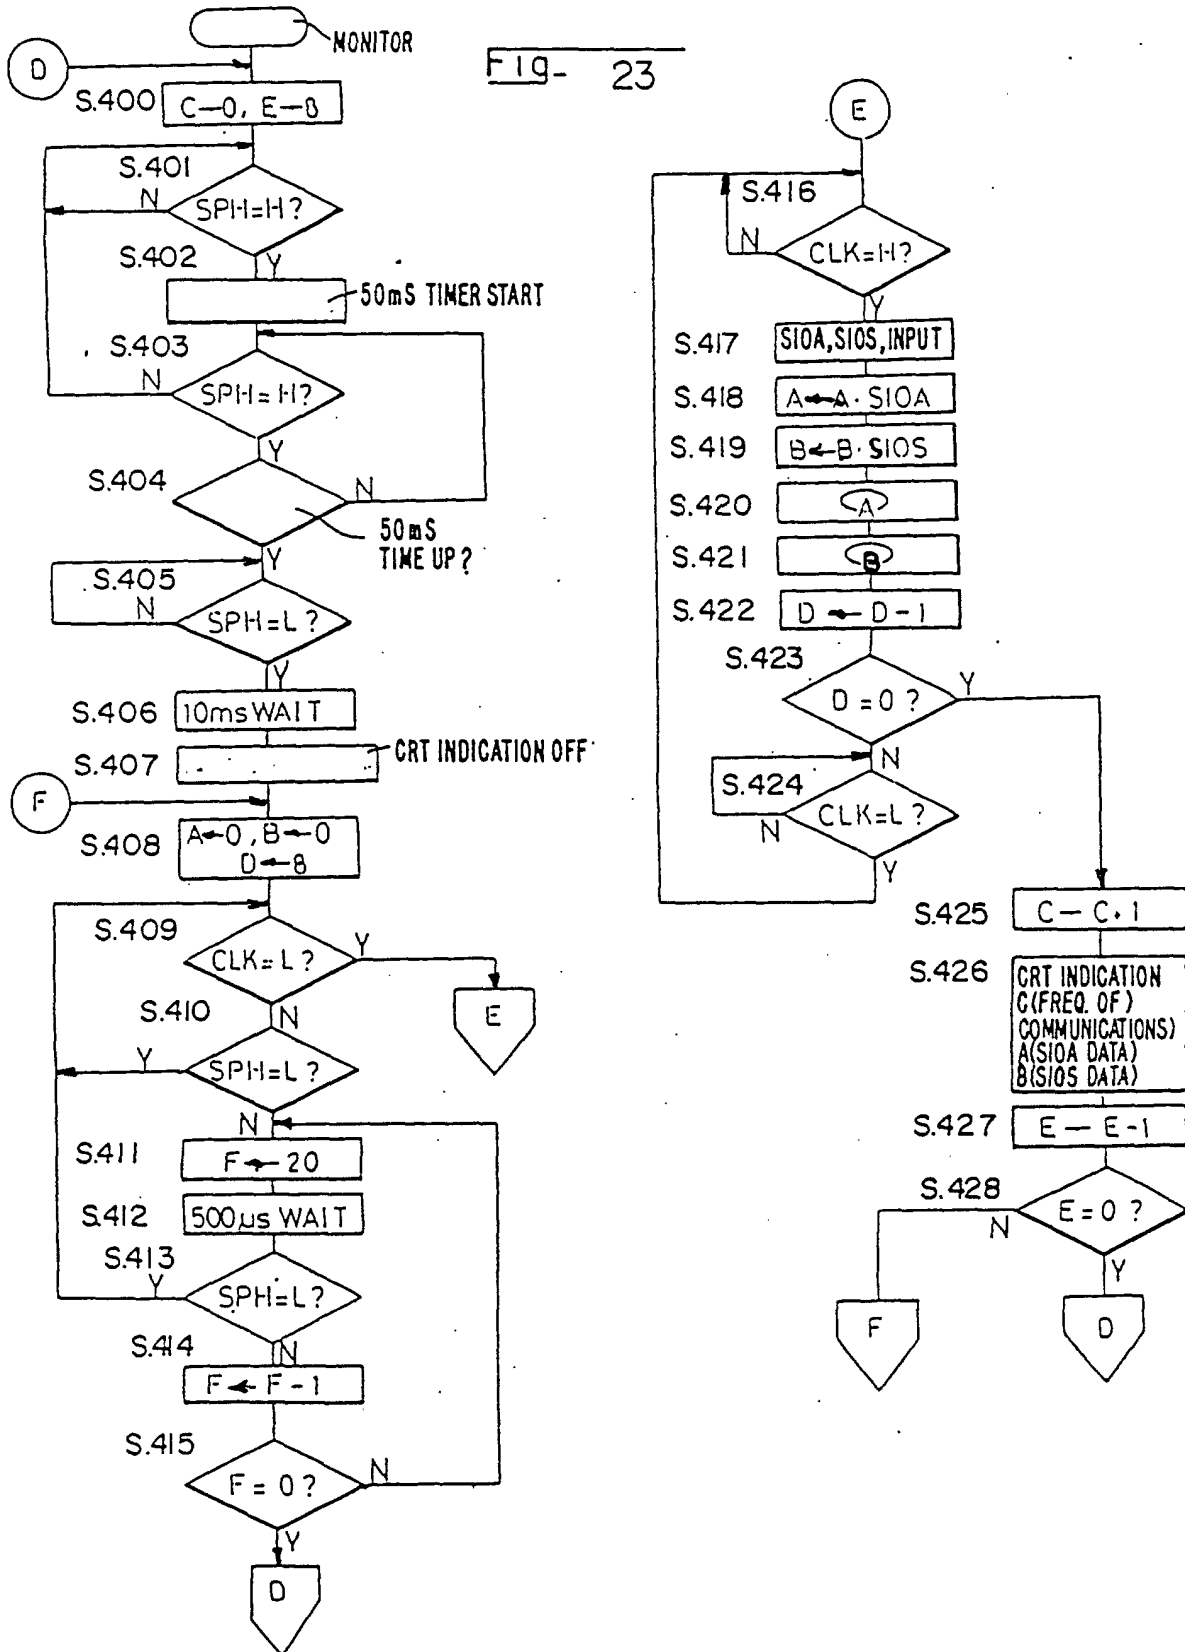 MONITOR
Fig- 23
D
S.400
C—0, E—8
S.401
N
SPH=H?
S.402
Y
50mS TIMER START
S.403
N
SPH=H?
Y
S.404
N
50mS
TIME UP?
Y
S.405
N
SPH=L?
Y
S.406
10ms WAIT
S.407
CRT INDICATION OFF
F
S.408
A←0, B←0
D←8
S.409
CLK=L?
Y
E
S.410
N
Y
SPH=L?
N
S.411
F←20
S.412
500µs WAIT
S.413
Y
SPH=L?
S.414
N
F←F-1
S.415
F=0?
N
Y
D
E
S.416
N
CLK=H?
Y
S.417
SIOA,SIOS,INPUT
S.418
A←A·SIOA
S.419
B←B·SIOS
S.420
A
S.421
B
S.422
D←D-1
S.423
D=0?
Y
N
S.424
N
CLK=L?
Y
S.425
C—C+1
S.426
CRT INDICATION
C(FREQ. OF)
COMMUNICATIONS)
A(SIOA DATA)
B(SIOS DATA)
S.427
E—E-1
S.428
N
E=0?
Y
F
D